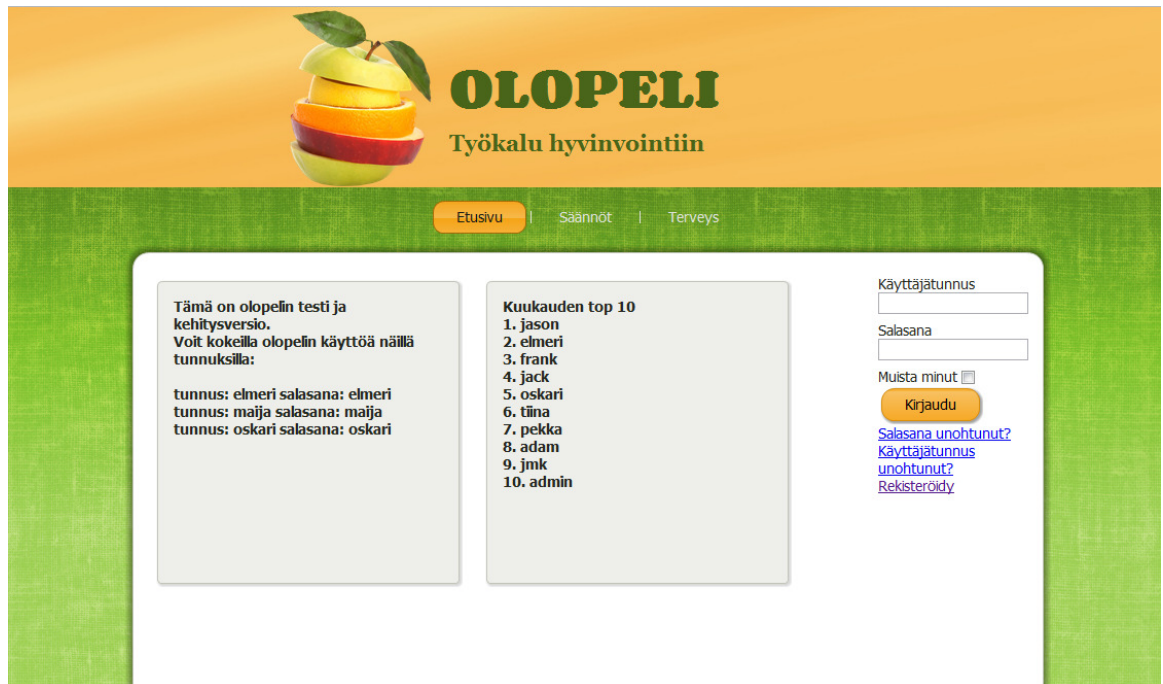 OLOPELI
Työkalu hyvinvointiin
Etusivu | Säännöt | Terveys
Tämä on olopelin testi ja
kehitysversio.
Voit kokeilla olopelin käyttöä näillä
tunnuksilla:
tunnus: elmeri salasana: elmeri
tunnus: maija salasana: maija
tunnus: oskari salasana: oskari
Kuukauden top 10
1. jason
2. elmeri
3. frank
4. jack
5. oskari
6. tiina
7. pekka
8. adam
9. jmk
10. admin
Käyttäjätunnus
Salasana
Muista minut
Kirjaudu
Salasana unohtunut?
Käyttäjätunnus
unohtunut?
Rekisteröidy